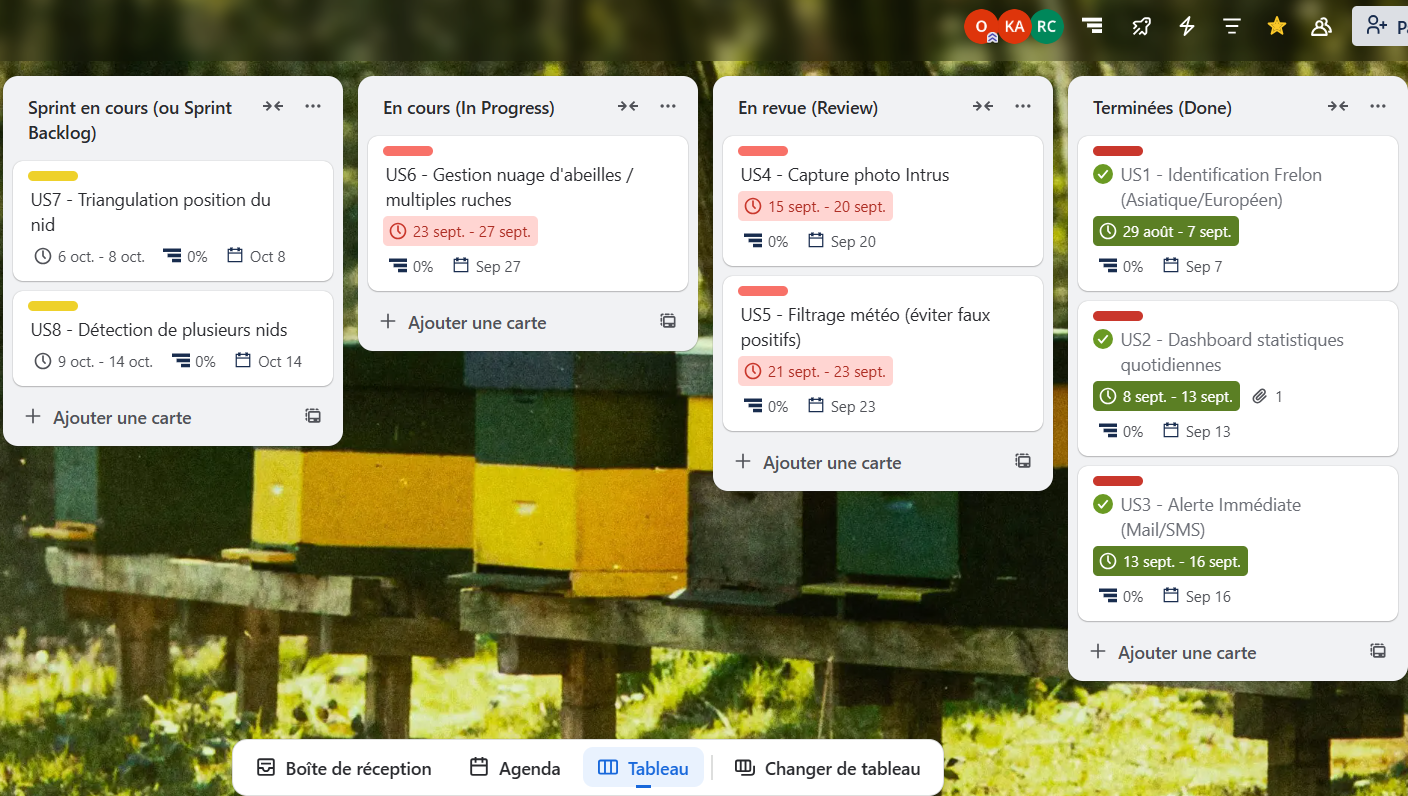 O
KA
RC
Sprint en cours (ou Sprint
Backlog)
US7 - Triangulation position du
nid
6 oct. - 8 oct.
0%
Oct 8
US8 - Détection de plusieurs nids
9 oct. - 14 oct.
0%
Oct 14
Ajouter une carte
En cours (In Progress)
US6 - Gestion nuage d'abeilles /
multiples ruches
23 sept. - 27 sept.
0%
Sep 27
Ajouter une carte
En revue (Review)
US4 - Capture photo Intrus
15 sept. - 20 sept.
0%
Sep 20
US5 - Filtrage météo (éviter faux
positifs)
21 sept. - 23 sept.
0%
Sep 23
Ajouter une carte
Terminées (Done)
US1 - Identification Frelon
(Asiatique/Européen)
29 août - 7 sept.
0%
Sep 7
US2 - Dashboard statistiques
quotidiennes
8 sept. - 13 sept.
1
0%
Sep 13
US3 - Alerte Immédiate
(Mail/SMS)
13 sept. - 16 sept.
0%
Sep 16
Ajouter une carte
Boîte de réception
Agenda
Tableau
Changer de tableau